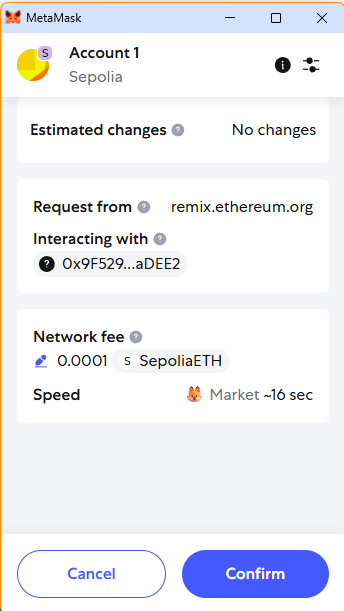 MetaMask
S
Account 1
Sepolia
Estimated changes ? No changes
Request from ? remix.ethereum.org
Interacting with ?
? 0x9F529...aDEE2
Network fee ?
0.0001 S SepoliaETH
Speed Market ~16 sec
Cancel Confirm